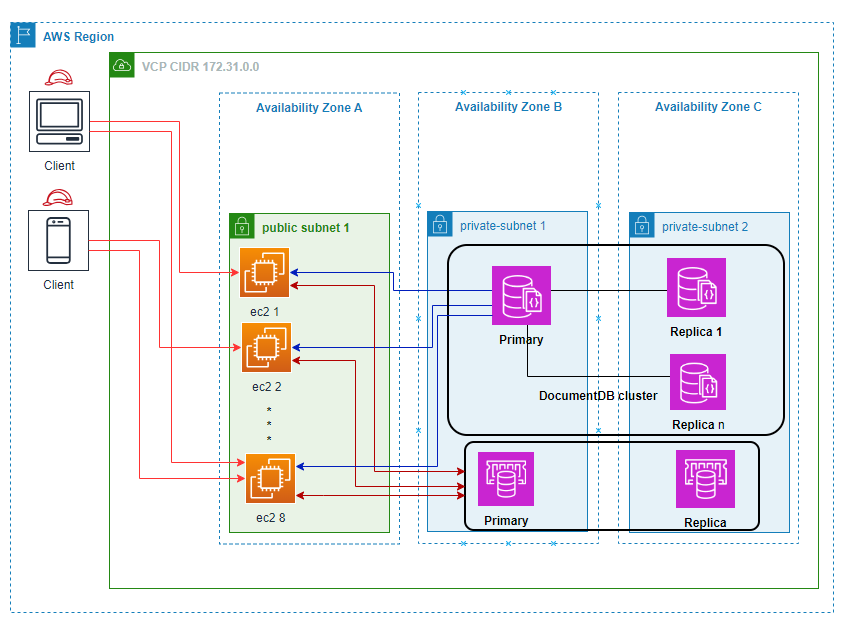 AWS Region
VCP CIDR 172.31.0.0
Availability Zone A
Availability Zone B
Availability Zone C
Client
Client
public subnet 1
private-subnet 1
private-subnet 2
ec2 1
ec2 2
*
*
*
ec2 8
Primary
Replica 1
DocumentDB cluster
Replica n
Primary
Replica